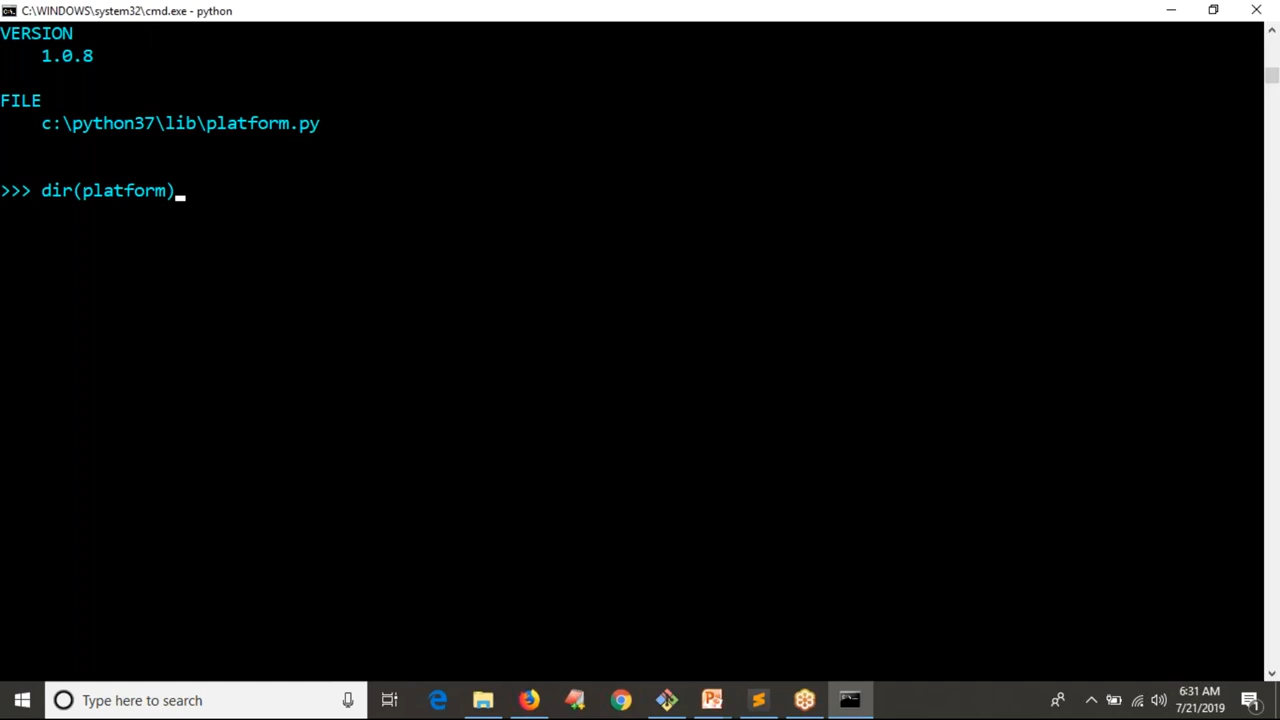 C:\WINDOWS\system32\cmd.exe - python
VERSION
1.0.8
FILE
c:\python37\lib\platform.py
>>> dir(platform)
Type here to search
6:31 AM
7/21/2019
1